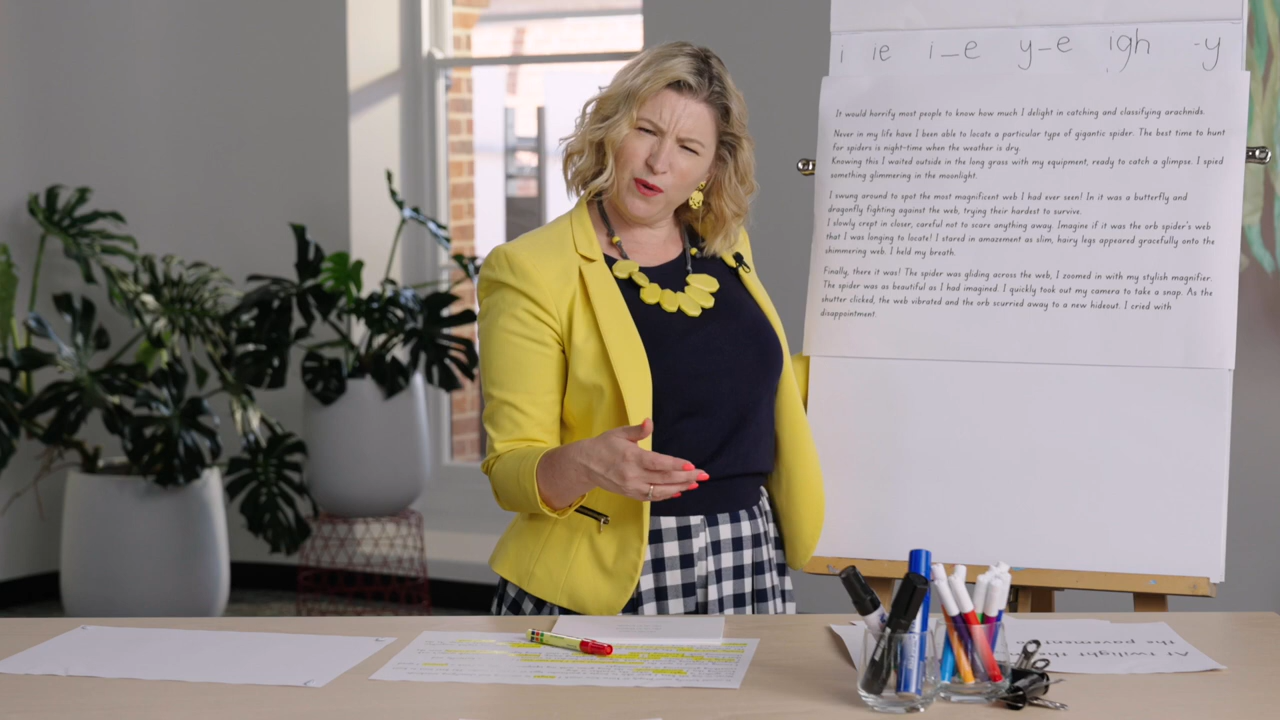 i ie i_e y_e igh -y
It would horrify most people to know how much I delight in catching and classifying arachnids.
Never in my life have I been able to locate a particular type of gigantic spider. The best time to hunt
for spiders is night-time when the weather is dry.
Knowing this I waited outside in the long grass with my equipment, ready to catch a glimpse. I spied
something glimmering in the moonlight.
I swung around to spot the most magnificent web I had ever seen! In it was a butterfly and
dragonfly fighting against the web, trying their hardest to survive.
I slowly crept in closer, careful not to scare anything away. Imagine if it was the orb spider's web
that I was longing to locate! I stared in amazement as slim, hairy legs appeared gracefully onto the
shimmering web. I held my breath.
Finally, there it was! The spider was gliding across the web, I zoomed in with my stylish magnifier.
The spider was as beautiful as I had imagined. I quickly took out my camera to take a snap. As the
shutter clicked, the web vibrated and the orb scurried away to a new hideout. I cried with
disappointment.
At twilight the
the pavement.